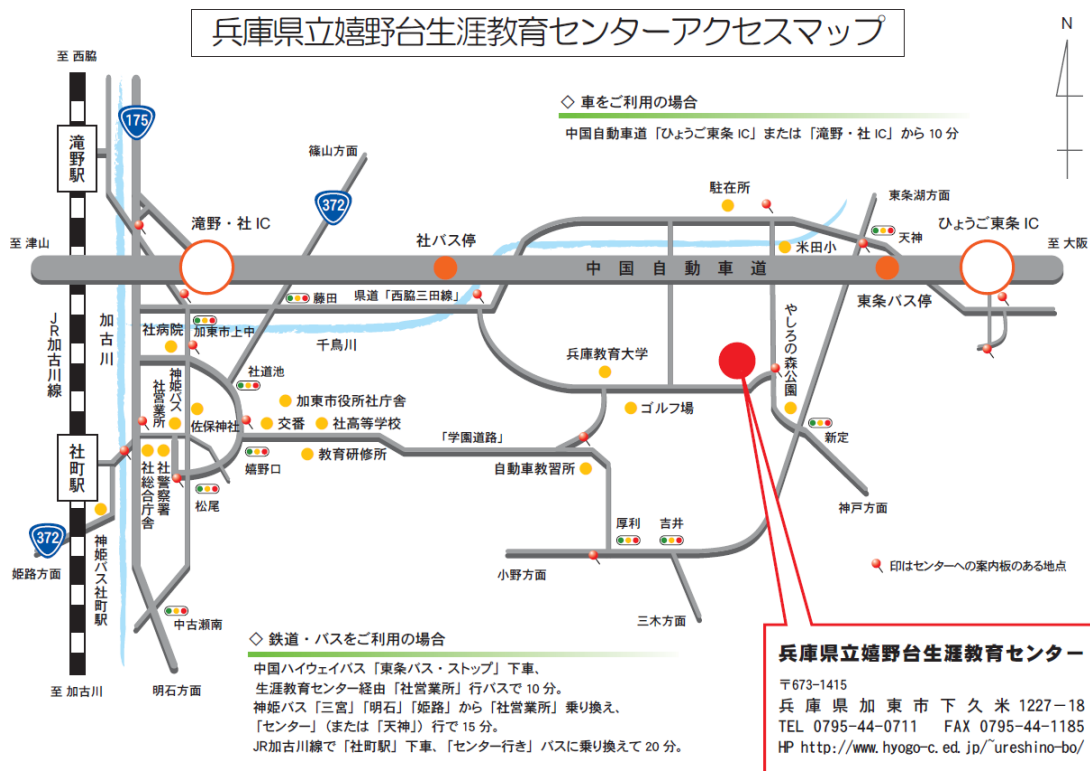 兵庫県立嬉野台生涯教育センターアクセスマップ
N
至 西脇
175
◇ 車をご利用の場合
中国自動車道「ひょうご東条 IC」または「滝野・社 IC」から 10 分
滝野駅
篠山方面
372
駐在所
東条湖方面
滝野・社 IC
社バス停
米田小
天神
ひょうご東条 IC
至 津山
至 大阪
中国自動車道
東条バス停
藤田
県道「西脇三田線」
JR加古川線
加古川
社病院
加東市上中
千鳥川
やしろの森公園
兵庫教育大学
神姫バス
社営業所
社道池
加東市役所社庁舎
佐保神社
交番
社高等学校
ゴルフ場
新定
社町駅
「学園道路」
教育研修所
嬉野口
自動車教習所
社総合庁舎
社警察署
松尾
神戸方面
372
姫路方面
神姫バス社町駅
厚利
吉井
小野方面
印はセンターへの案内板のある地点
中古瀬南
三木方面
至 加古川
明石方面
◇ 鉄道・バスをご利用の場合
中国ハイウェイバス「東条バス・ストップ」下車、
生涯教育センター経由「社営業所」行バスで 10 分。
神姫バス「三宮」「明石」「姫路」から「社営業所」乗り換え、
「センター」（または「天神」）行で 15 分。
JR加古川線で「社町駅」下車、「センター行き」バスに乗り換えて 20 分。
兵庫県立嬉野台生涯教育センター
〒673-1415
兵庫県加東市下久米1227-18
TEL 0795-44-0711 FAX 0795-44-1185
HP http://www.hyogo-c.ed.jp/~ureshino-bo/